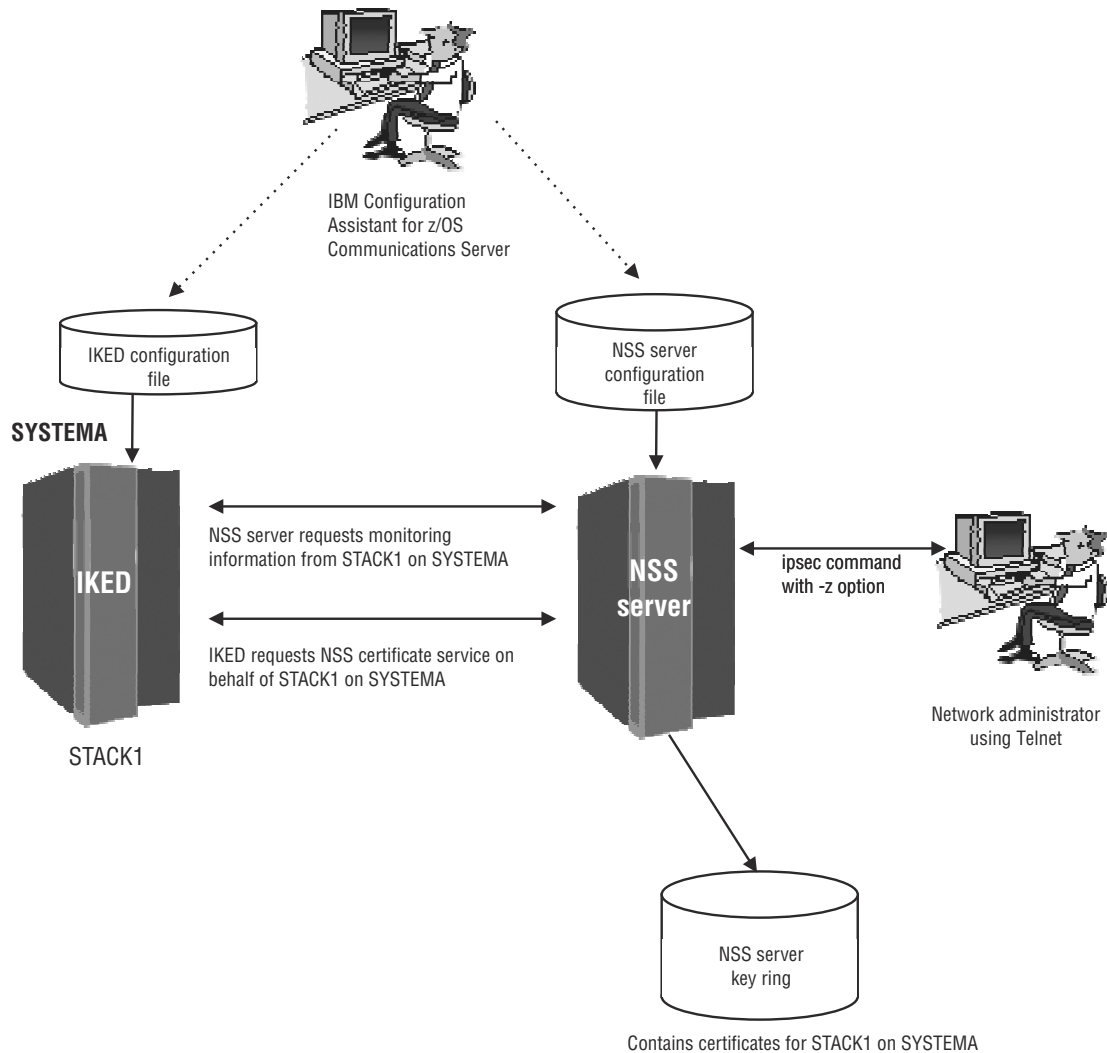 IBM Configuration
Assistant for z/OS
Communications Server
IKED configuration
file
NSS server
configuration
file
SYSTEMA
NSS server requests monitoring
information from STACK1 on SYSTEMA
IKED
NSS
server
ipsec command
with -z option
IKED requests NSS certificate service on
behalf of STACK1 on SYSTEMA
STACK1
Network administrator
using Telnet
NSS server
key ring
Contains certificates for STACK1 on SYSTEMA